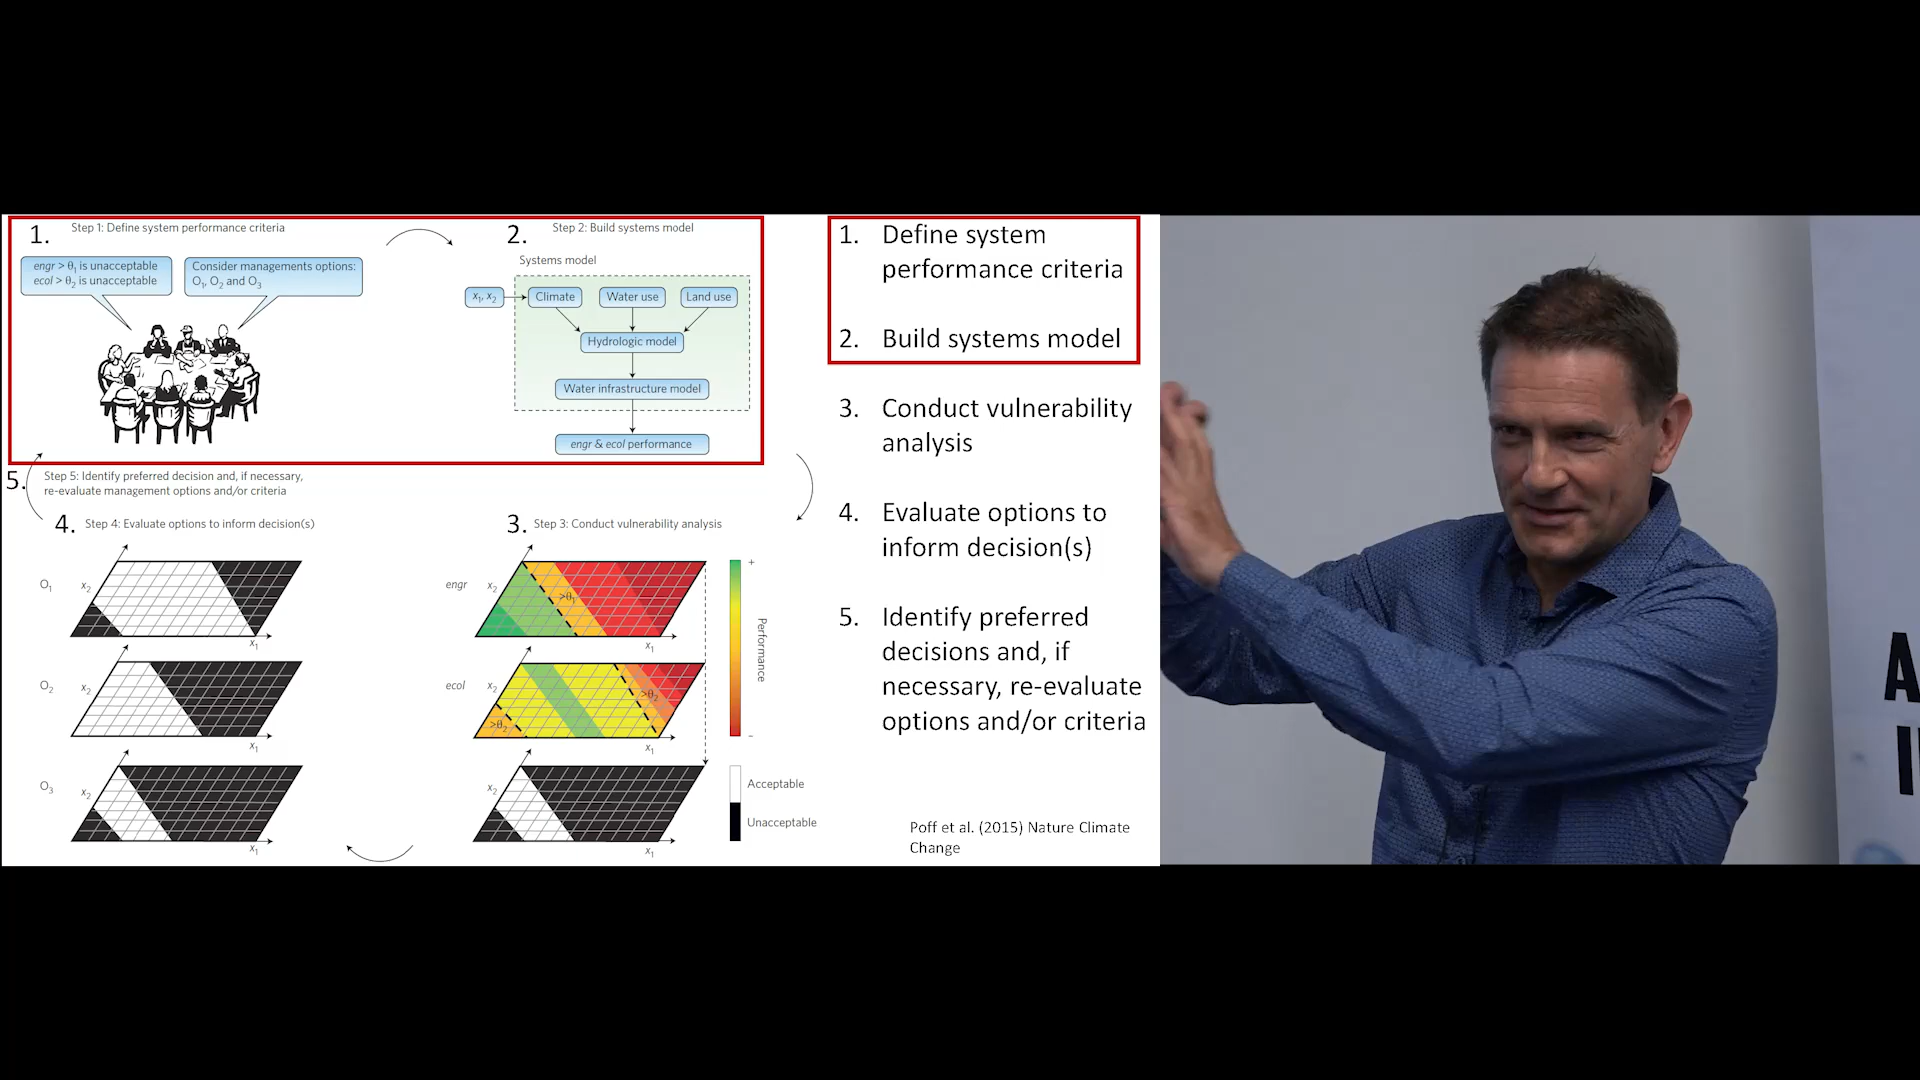 1. Step 1: Define system performance criteria
engr > θ1 is unacceptable
ecol > θ2 is unacceptable
Consider managements options:
O1, O2 and O3
2. Step 2: Build systems model
Systems model
x1, x2
Climate
Water use
Land use
Hydrologic model
Water infrastructure model
engr & ecol performance
5. Step 5: Identify preferred decision and, if necessary,
re-evaluate management options and/or criteria
4. Step 4: Evaluate options to inform decision(s)
O1
x2
x1
O2
x2
x1
O3
x2
x1
3. Step 3: Conduct vulnerability analysis
engr
x2
>θ1
x1
ecol
x2
>θ2
>θ2
x1
x2
x1
+
Performance
-
Acceptable
Unacceptable
1. Define system
performance criteria
2. Build systems model
3. Conduct vulnerability
analysis
4. Evaluate options to
inform decision(s)
5. Identify preferred
decisions and, if
necessary, re-evaluate
options and/or criteria
Poff et al. (2015) Nature Climate
Change